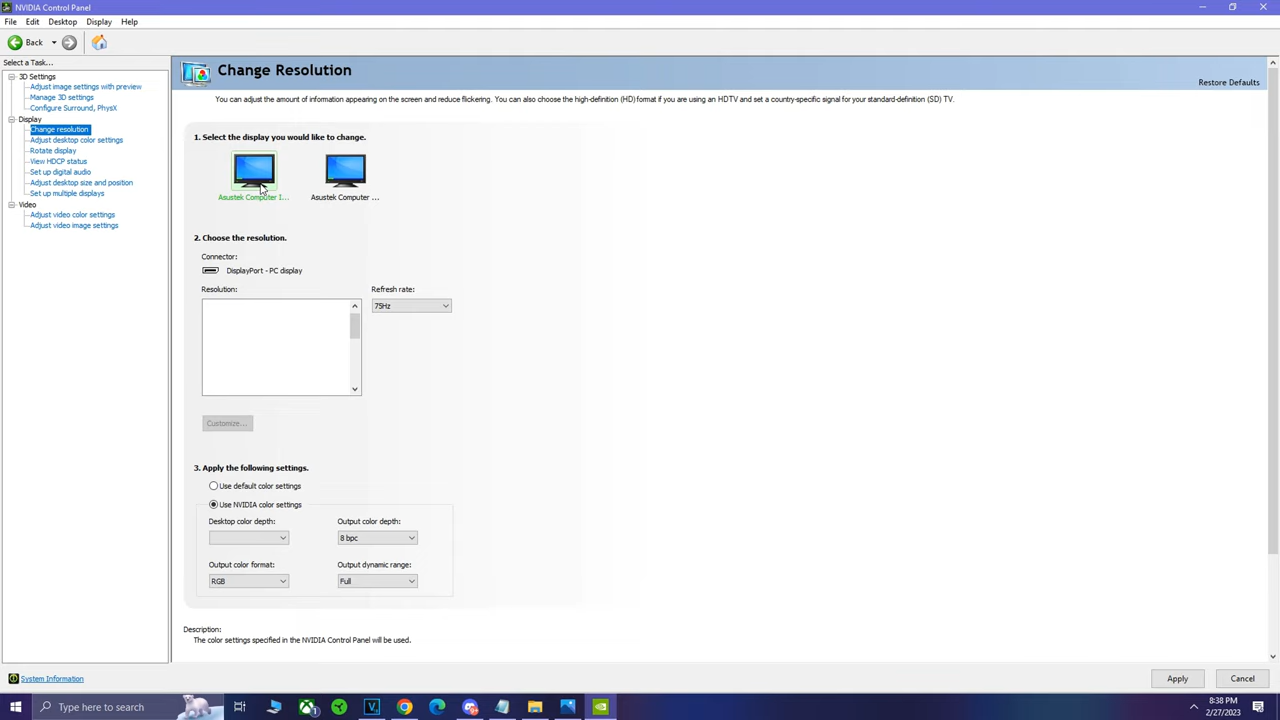 NVIDIA Control Panel
File Edit Desktop Display Help
Back
Select a Task...
3D Settings
Adjust image settings with preview
Manage 3D settings
Configure Surround, PhysX
Display
Change resolution
Adjust desktop color settings
Rotate display
View HDCP status
Set up digital audio
Adjust desktop size and position
Set up multiple displays
Video
Adjust video color settings
Adjust video image settings
System Information
Change Resolution
Restore Defaults
You can adjust the amount of information appearing on the screen and reduce flickering. You can also choose the high-definition (HD) format if you are using an HDTV and set a country-specific signal for your standard-definition (SD) TV.
1. Select the display you would like to change.
Asustek Computer I... Asustek Computer ...
2. Choose the resolution.
Connector:
DisplayPort - PC display
Resolution: Refresh rate:
75Hz
Customize...
3. Apply the following settings.
Use default color settings
Use NVIDIA color settings
Desktop color depth: Output color depth:
8 bpc
Output color format: Output dynamic range:
RGB Full
Description:
The color settings specified in the NVIDIA Control Panel will be used.
Apply Cancel
Type here to search
8:38 PM
2/27/2023